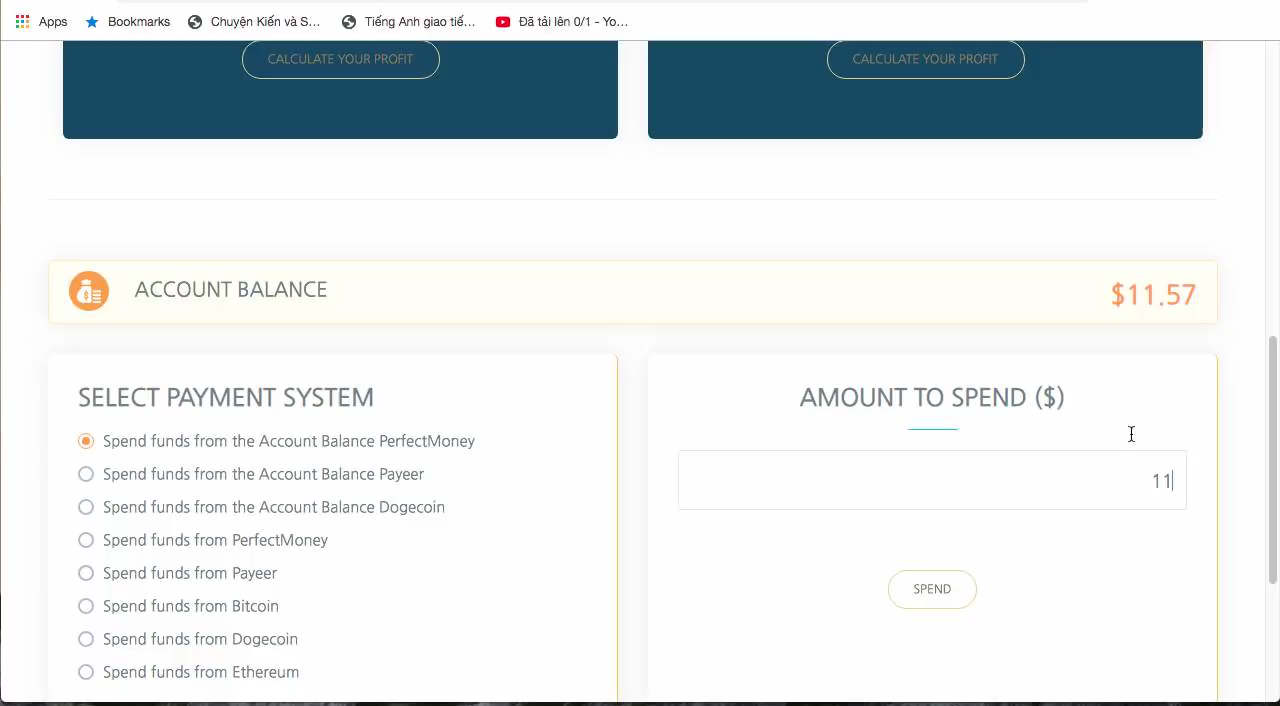 Apps
Bookmarks
Chuyện Kiến và S...
Tiếng Anh giao tiế...
Đã tải lên 0/1 - Yo...
CALCULATE YOUR PROFIT
CALCULATE YOUR PROFIT
ACCOUNT BALANCE
$11.57
SELECT PAYMENT SYSTEM
Spend funds from the Account Balance PerfectMoney
Spend funds from the Account Balance Payeer
Spend funds from the Account Balance Dogecoin
Spend funds from PerfectMoney
Spend funds from Payeer
Spend funds from Bitcoin
Spend funds from Dogecoin
Spend funds from Ethereum
AMOUNT TO SPEND ($)
11
SPEND